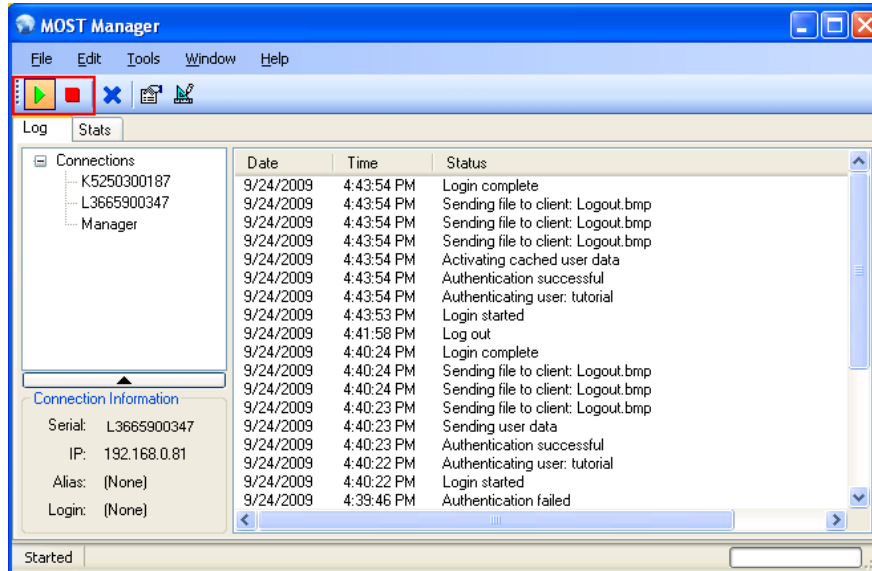 MOST Manager
File Edit Tools Window Help
Log Stats
Connections
K5250300187
L3665900347
Manager
Connection Information
Serial: L3665900347
IP: 192.168.0.81
Alias: (None)
Login: (None)
Date Time Status
9/24/2009 4:43:54 PM Login complete
9/24/2009 4:43:54 PM Sending file to client: Logout.bmp
9/24/2009 4:43:54 PM Sending file to client: Logout.bmp
9/24/2009 4:43:54 PM Sending file to client: Logout.bmp
9/24/2009 4:43:54 PM Activating cached user data
9/24/2009 4:43:54 PM Authentication successful
9/24/2009 4:43:54 PM Authenticating user: tutorial
9/24/2009 4:43:53 PM Login started
9/24/2009 4:41:58 PM Log out
9/24/2009 4:40:24 PM Login complete
9/24/2009 4:40:24 PM Sending file to client: Logout.bmp
9/24/2009 4:40:24 PM Sending file to client: Logout.bmp
9/24/2009 4:40:23 PM Sending file to client: Logout.bmp
9/24/2009 4:40:23 PM Sending user data
9/24/2009 4:40:23 PM Authentication successful
9/24/2009 4:40:22 PM Authenticating user: tutorial
9/24/2009 4:40:22 PM Login started
9/24/2009 4:39:46 PM Authentication failed
Started